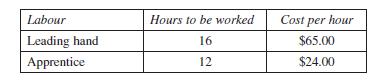 Labour Hours to be worked Cost per hour
Leading hand 16 $65.00
Apprentice 12 $24.00